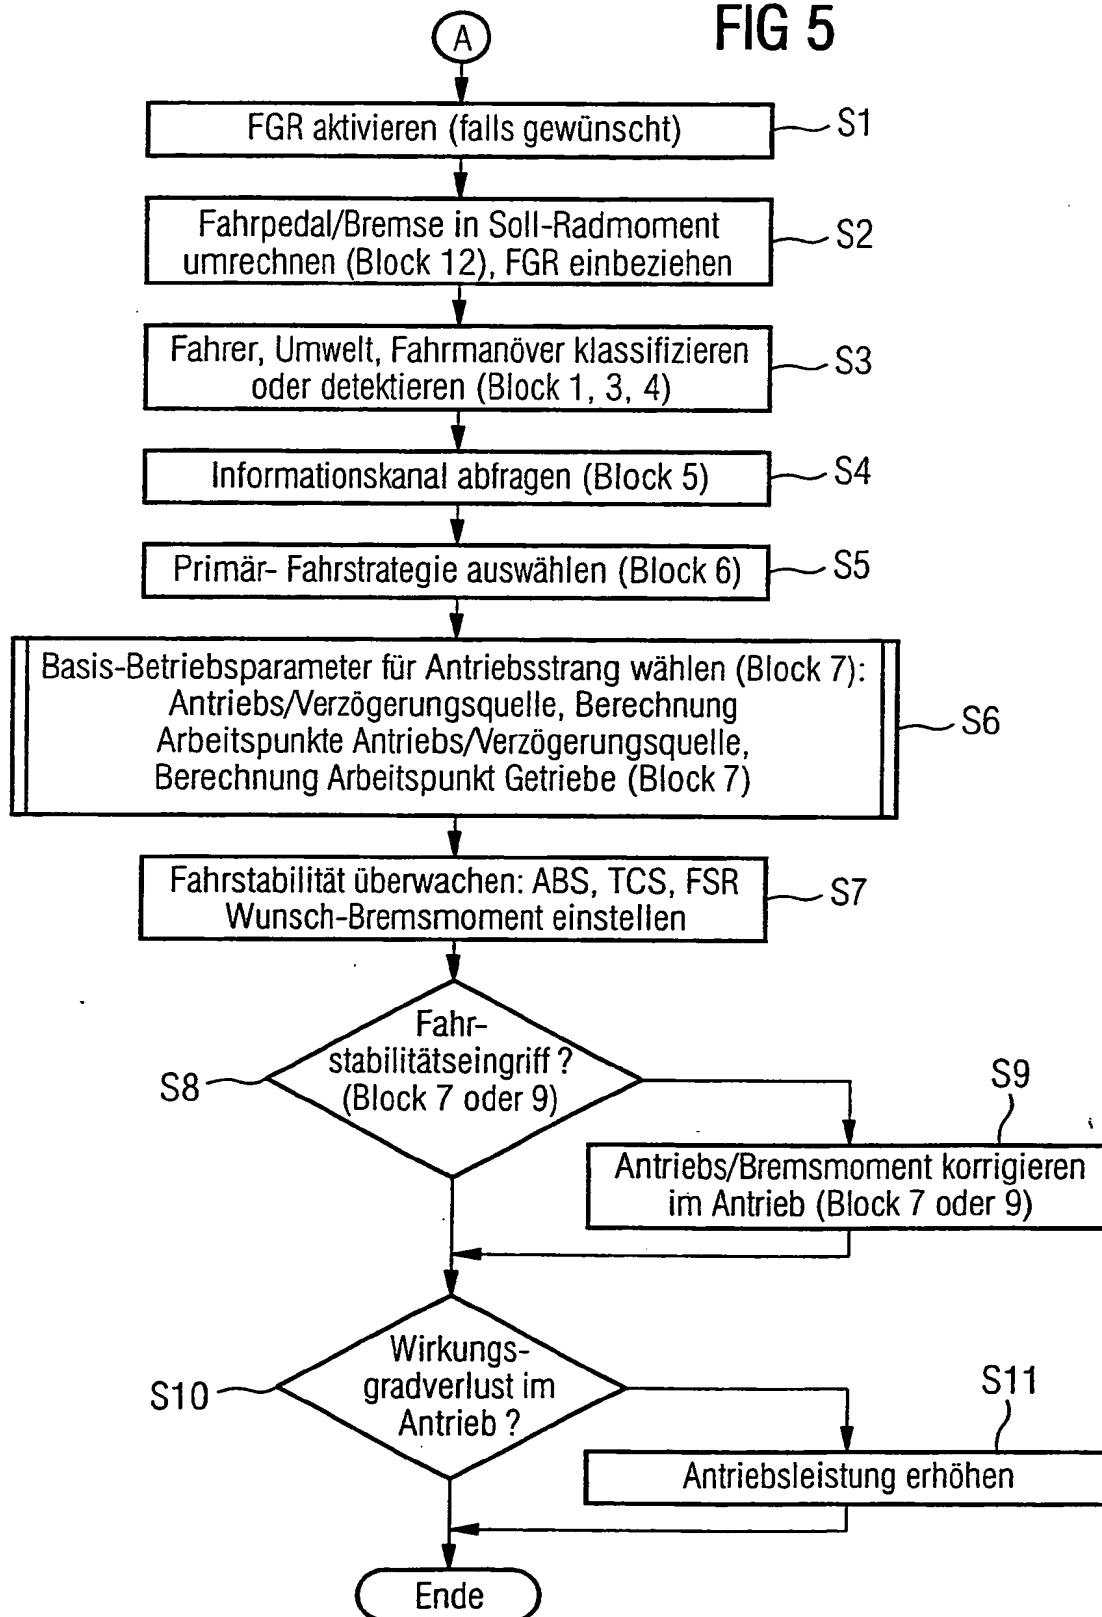 FIG 5
A
FGR aktivieren (falls gewünscht)
S1
Fahrpedal/Bremse in Soll-Radmoment
umrechnen (Block 12), FGR einbeziehen
S2
Fahrer, Umwelt, Fahrmanöver klassifizieren
oder detektieren (Block 1, 3, 4)
S3
Informationskanal abfragen (Block 5)
S4
Primär- Fahrstrategie auswählen (Block 6)
S5
Basis-Betriebsparameter für Antriebsstrang wählen (Block 7):
Antriebs/Verzögerungsquelle, Berechnung
Arbeitspunkte Antriebs/Verzögerungsquelle,
Berechnung Arbeitspunkt Getriebe (Block 7)
S6
Fahrstabilität überwachen: ABS, TCS, FSR
Wunsch-Bremsmoment einstellen
S7
Fahr-
stabilitätseingriff ?
(Block 7 oder 9)
S8
S9
Antriebs/Bremsmoment korrigieren
im Antrieb (Block 7 oder 9)
Wirkungs-
gradverlust im
Antrieb ?
S10
S11
Antriebsleistung erhöhen
Ende